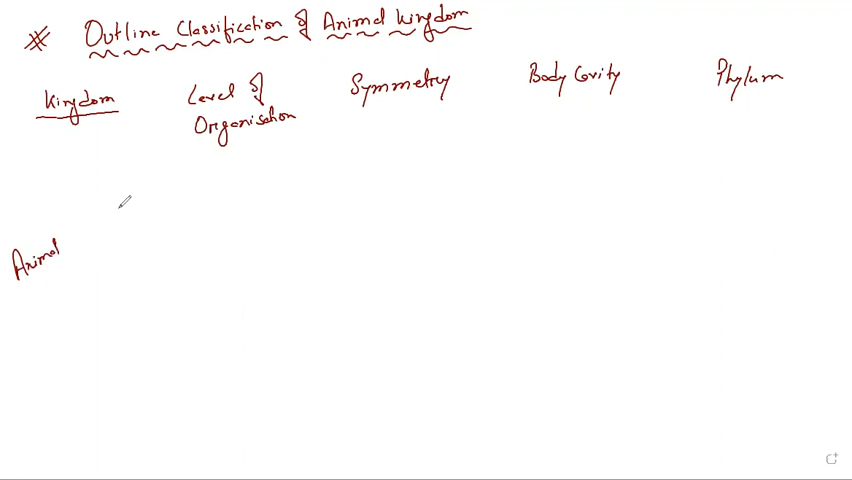 Outline Classification of Animal Kingdom
Kingdom
Level of
Organisation
Symmetry
Body Cavity
Phylum
Animal